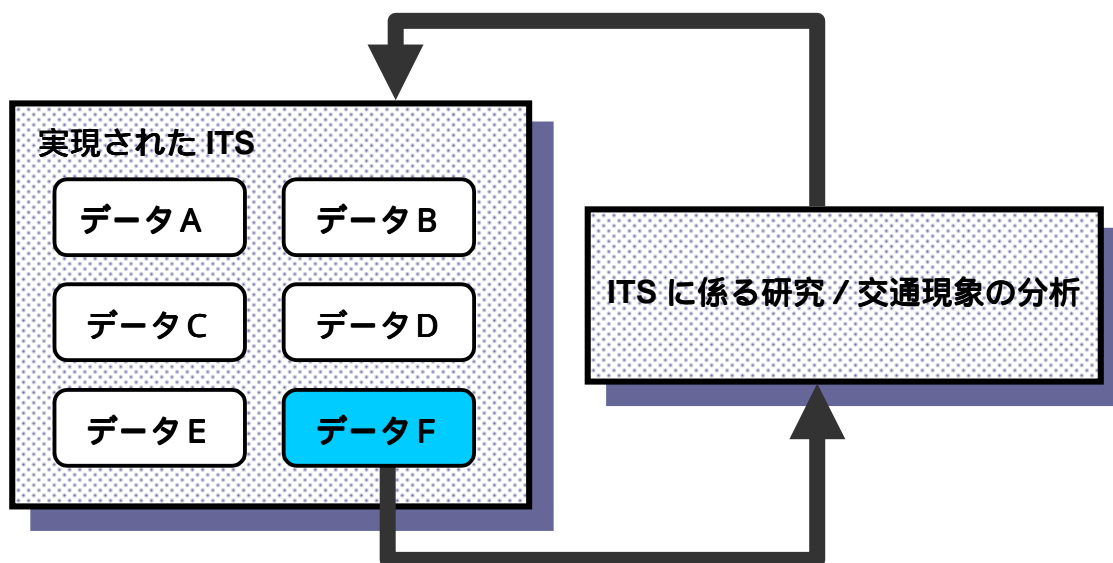 実現された ITS
データ A
データ B
データ C
データ D
データ E
データ F
ITS に係る研究 / 交通現象の分析